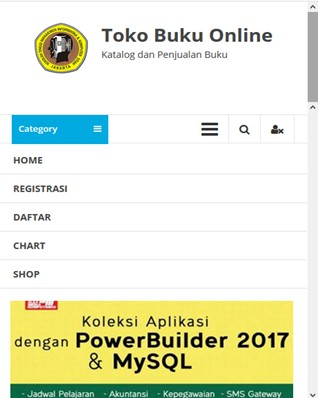 Toko Buku Online
Katalog dan Penjualan Buku
Category
HOME
REGISTRASI
DAFTAR
CHART
SHOP
Koleksi Aplikasi
dengan PowerBuilder 2017
& MySQL
- Jadwal Pelajaran - Akuntansi - Kepegawaian - SMS Gateway